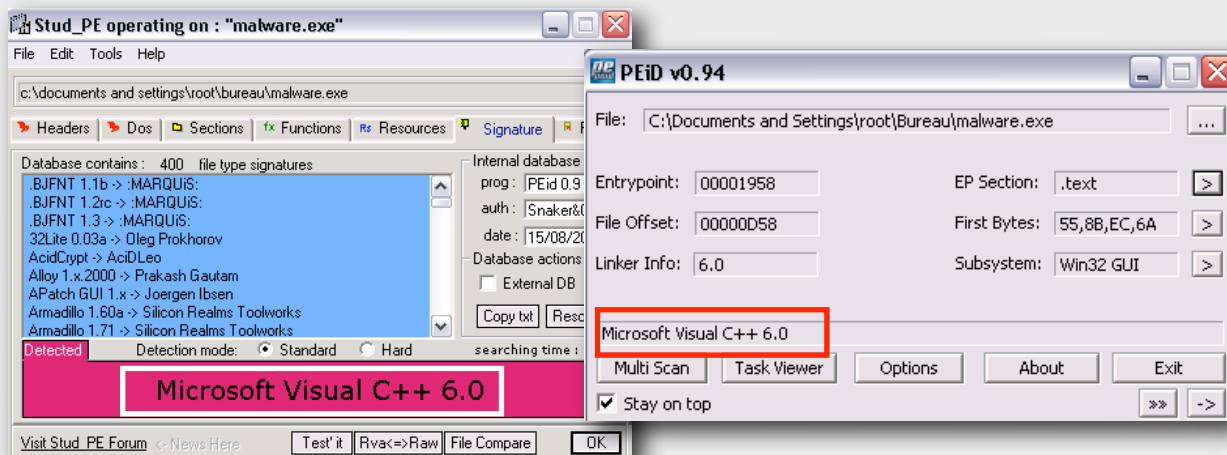 Stud_PE operating on : "malware.exe"
File Edit Tools Help
c:\documents and settings\root\bureau\malware.exe
Headers Dos Sections fx Functions Rs Resources Signature
Database contains : 400 file type signatures
.BJFNT 1.1b -> :MARQUiS:
.BJFNT 1.2rc -> :MARQUiS:
.BJFNT 1.3 -> :MARQUiS:
32Lite 0.03a -> Oleg Prokhorov
AcidCrypt -> AciDLeo
Alloy 1.x.2000 -> Prakash Gautam
APatch GUI 1.x -> Joergen Ibsen
Armadillo 1.60a -> Silicon Realms Toolworks
Armadillo 1.71 -> Silicon Realms Toolworks
Internal database
prog : PEid 0.9
auth : Snaker&
date : 15/08/20
Database actions
External DB
Copy txt
Detected Detection mode: Standard Hard searching time :
Microsoft Visual C++ 6.0
Visit Stud_PE Forum <- News Here Test' it Rva<=>Raw File Compare OK
PEiD v0.94
File: C:\Documents and Settings\root\Bureau\malware.exe ...
Entrypoint: 00001958 EP Section: .text >
File Offset: 00000D58 First Bytes: 55,8B,EC,6A >
Linker Info: 6.0 Subsystem: Win32 GUI >
Microsoft Visual C++ 6.0
Multi Scan Task Viewer Options About Exit
Stay on top »» ->